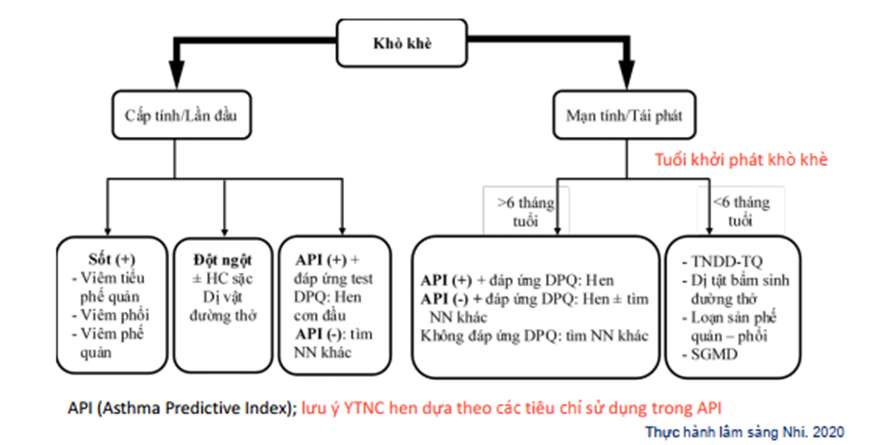 Khò khè
Cấp tính/Lần đầu
Mạn tính/Tái phát
Tuổi khởi phát khò khè
>6 tháng
tuổi
<6 tháng
tuổi
Sốt (+)
- Viêm tiểu
phế quản
- Viêm phổi
- Viêm phế
quản
Đột ngột
± HC sặc
Dị vật
đường thở
API (+) +
đáp ứng test
DPQ: Hen
cơn đầu
API (-): tìm
NN khác
API (+) + đáp ứng DPQ: Hen
API (-) + đáp ứng DPQ: Hen ± tìm
NN khác
Không đáp ứng DPQ: tìm NN khác
- TNDD-TQ
- Dị tật bẩm sinh
đường thở
- Loạn sản phế
quản – phổi
- SGMD
API (Asthma Predictive Index); lưu ý YTNC hen dựa theo các tiêu chí sử dụng trong API
Thực hành lâm sàng Nhi. 2020